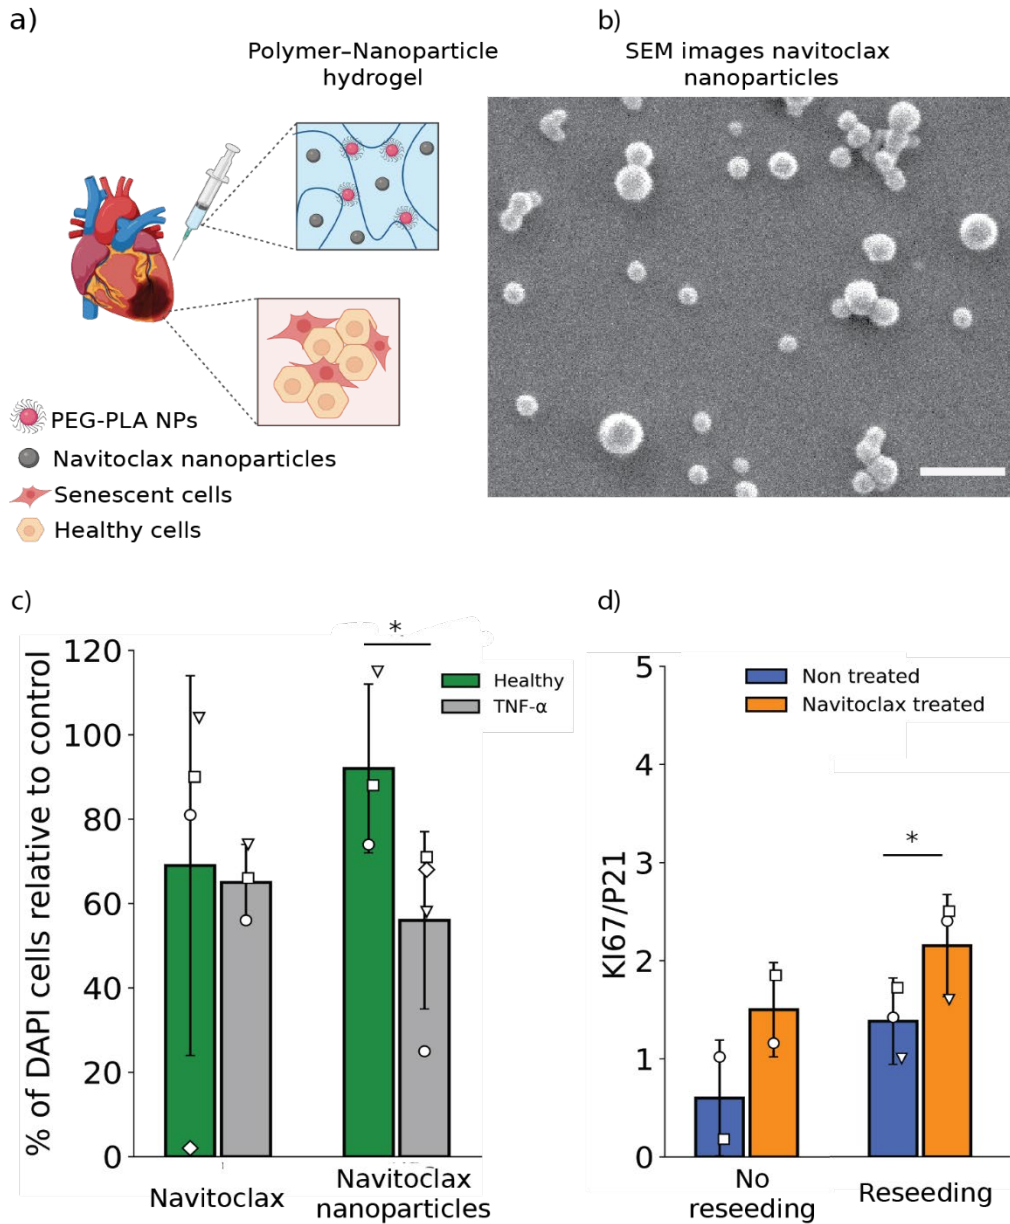 a)
Polymer–Nanoparticle
hydrogel
PEG-PLA NPs
Navitoclax nanoparticles
Senescent cells
Healthy cells
b)
SEM images navitoclax
nanoparticles
c)
% of DAPI cells relative to control
120
100
80
60
40
20
0
*
Healthy
TNF-α
Navitoclax
Navitoclax
nanoparticles
d)
KI67/P21
5
4
3
2
1
0
Non treated
Navitoclax treated
*
No
reseeding
Reseeding